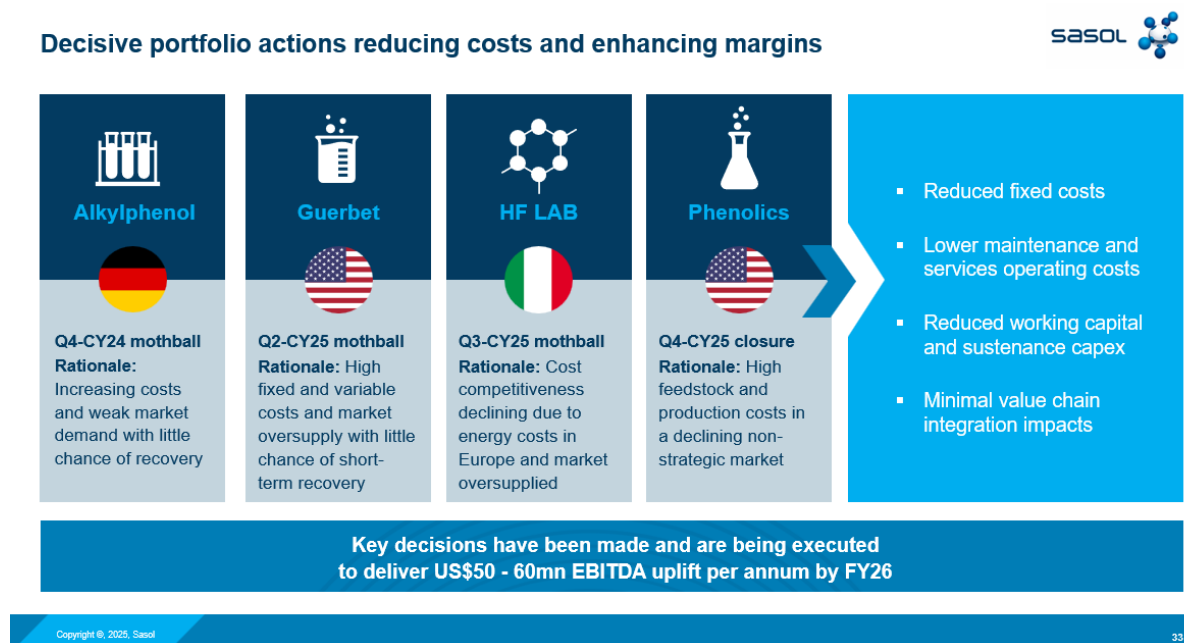 Decisive portfolio actions reducing costs and enhancing margins
sasol
Alkylphenol
Q4-CY24 mothball
Rationale:
Increasing costs
and weak market
demand with little
chance of recovery
Guerbet
Q2-CY25 mothball
Rationale: High
fixed and variable
costs and market
oversupply with little
chance of short-
term recovery
HF LAB
Q3-CY25 mothball
Rationale: Cost
competitiveness
declining due to
energy costs in
Europe and market
oversupplied
Phenolics
Q4-CY25 closure
Rationale: High
feedstock and
production costs in
a declining non-
strategic market
▪ Reduced fixed costs
▪ Lower maintenance and
services operating costs
▪ Reduced working capital
and sustenance capex
▪ Minimal value chain
integration impacts
Key decisions have been made and are being executed
to deliver US$50 - 60mn EBITDA uplift per annum by FY26
Copyright ©, 2025, Sasol
33